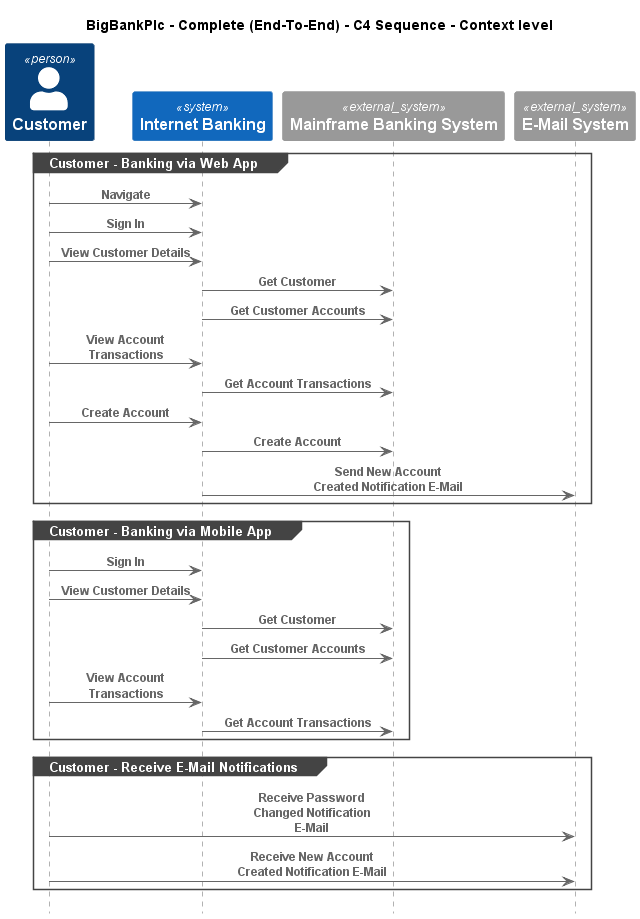 BigBankPlc - Complete (End-To-End) - C4 Sequence - Context level
«person»
Customer
«system»
Internet Banking
«external_system»
Mainframe Banking System
«external_system»
E-Mail System
Customer - Banking via Web App
Navigate
Sign In
View Customer Details
Get Customer
Get Customer Accounts
View Account
Transactions
Get Account Transactions
Create Account
Create Account
Send New Account
Created Notification E-Mail
Customer - Banking via Mobile App
Sign In
View Customer Details
Get Customer
Get Customer Accounts
View Account
Transactions
Get Account Transactions
Customer - Receive E-Mail Notifications
Receive Password
Changed Notification
E-Mail
Receive New Account
Created Notification E-Mail